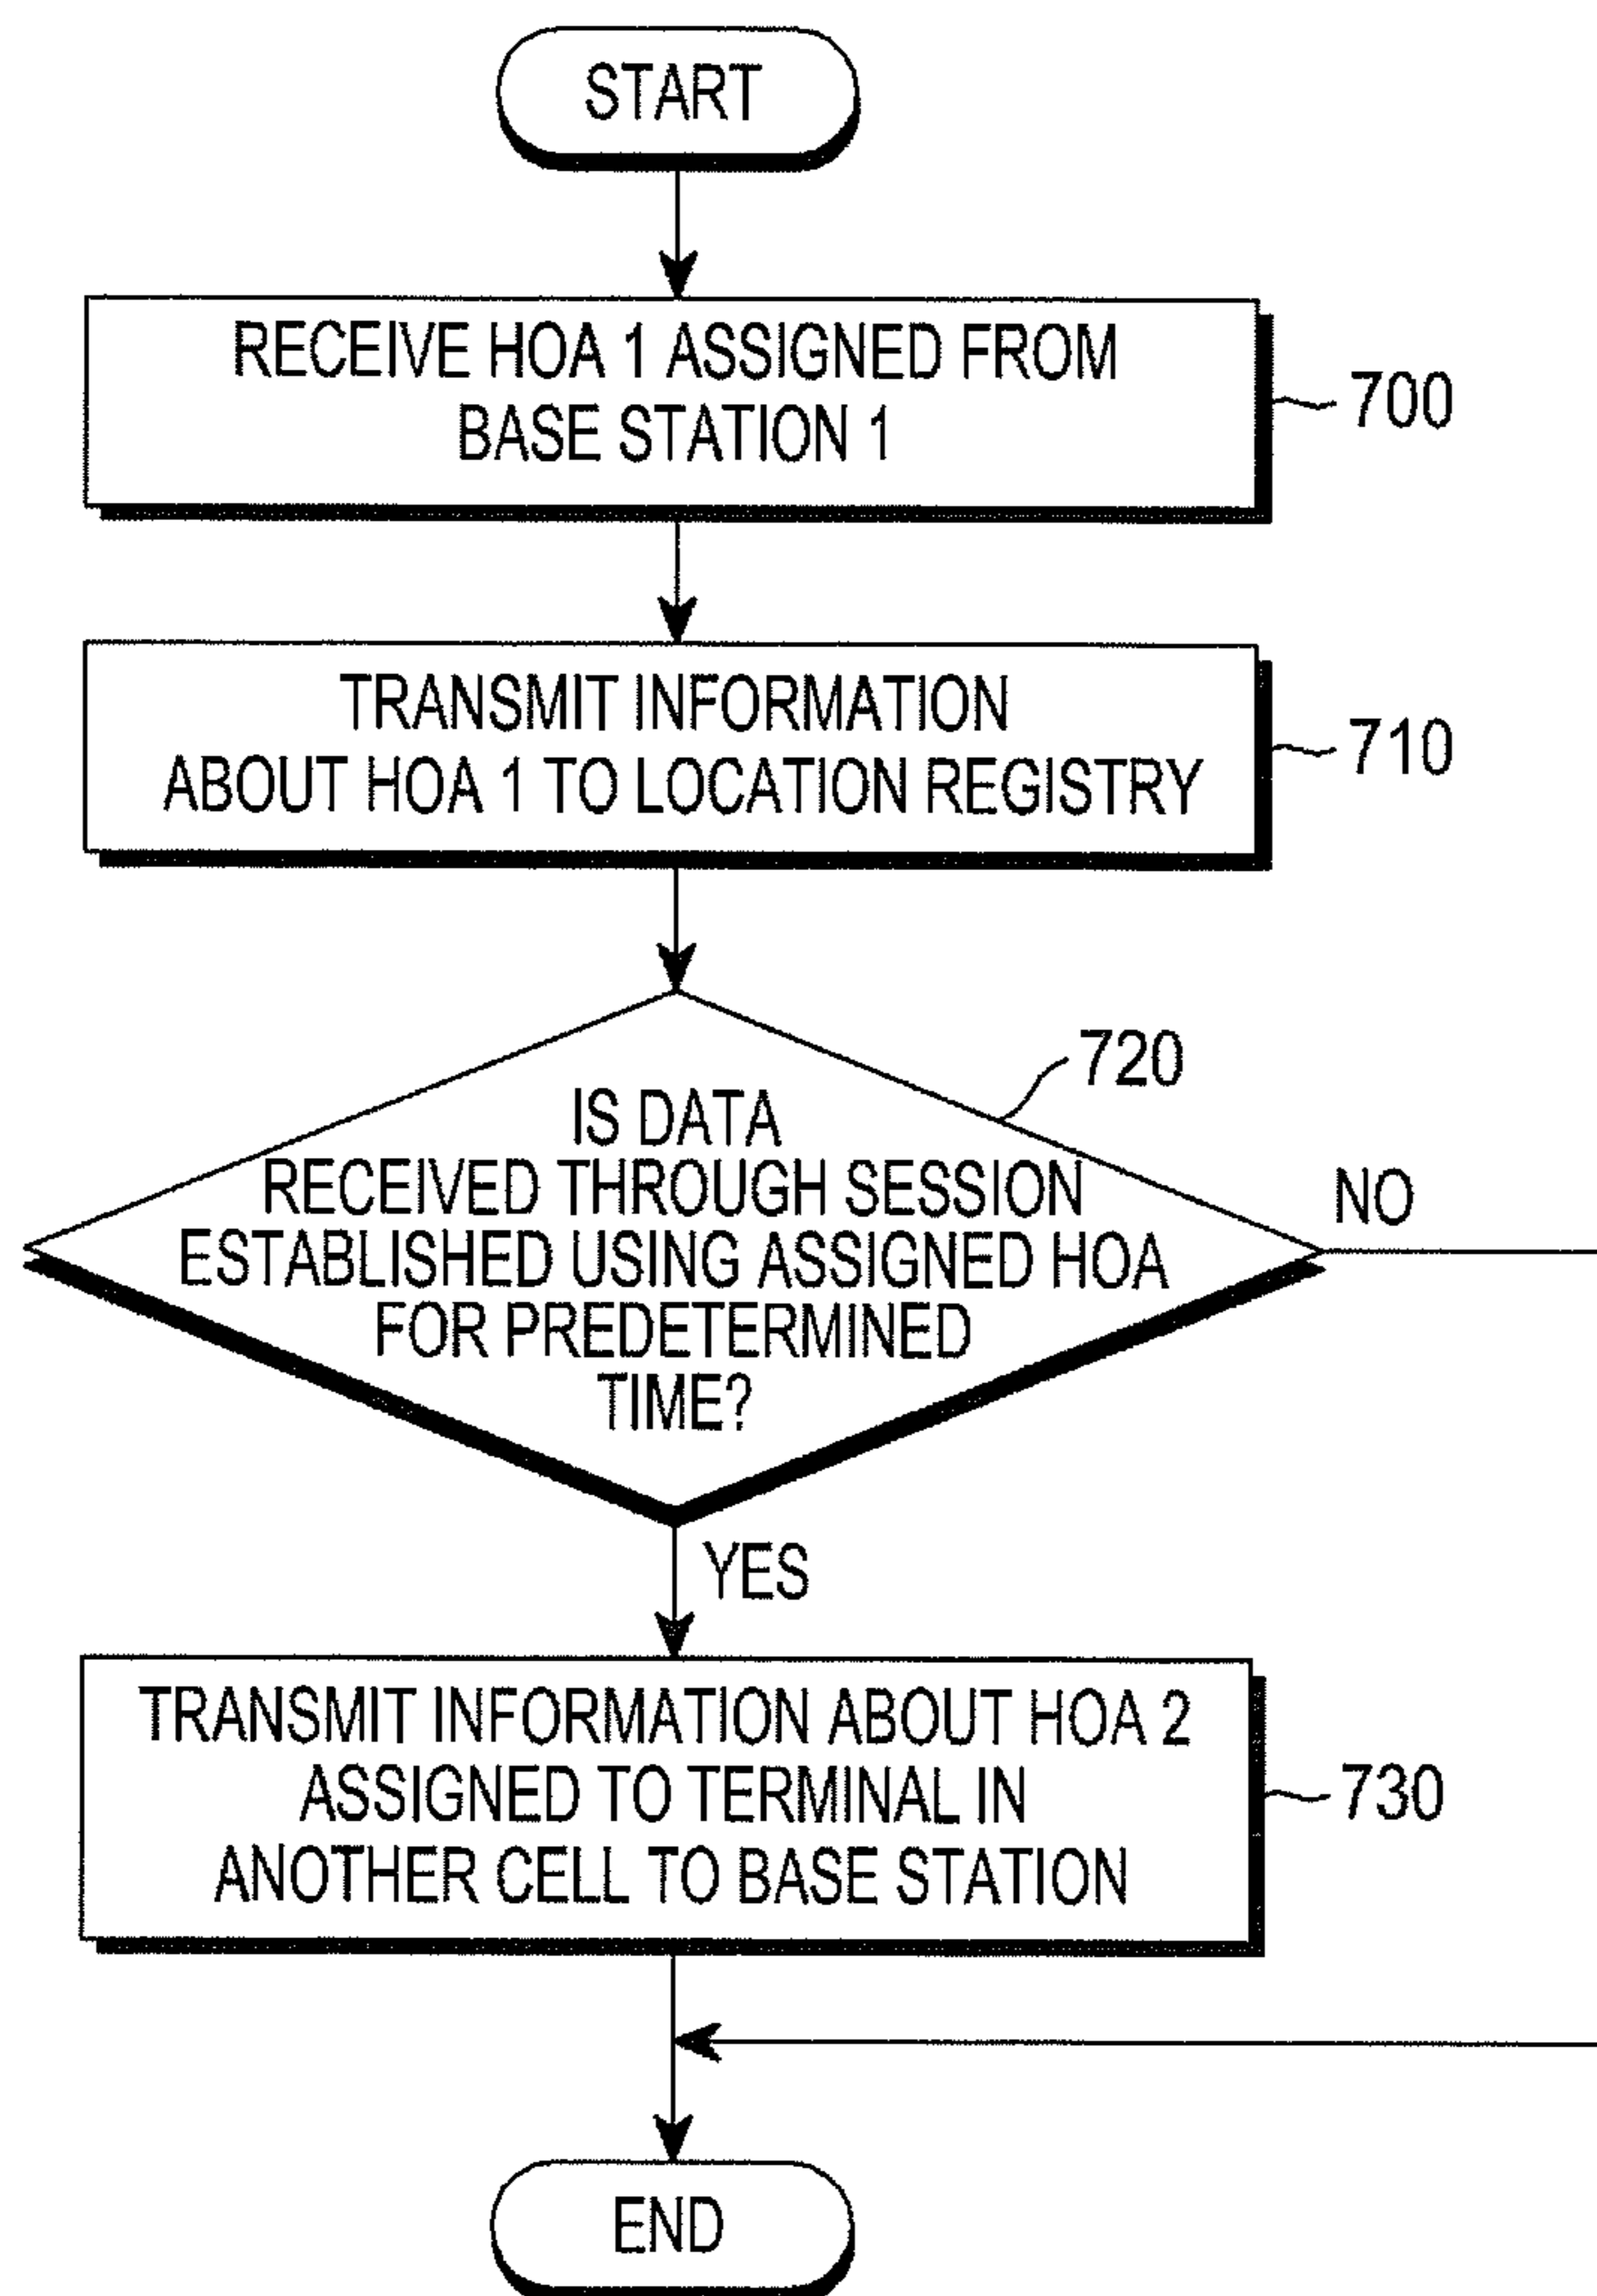 START
RECEIVE HOA 1 ASSIGNED FROM
BASE STATION 1
700
TRANSMIT INFORMATION
ABOUT HOA 1 TO LOCATION REGISTRY
710
720
IS DATA
RECEIVED THROUGH SESSION
ESTABLISHED USING ASSIGNED HOA
FOR PREDETERMINED
TIME?
NO
YES
TRANSMIT INFORMATION ABOUT HOA 2
ASSIGNED TO TERMINAL IN
ANOTHER CELL TO BASE STATION
730
END